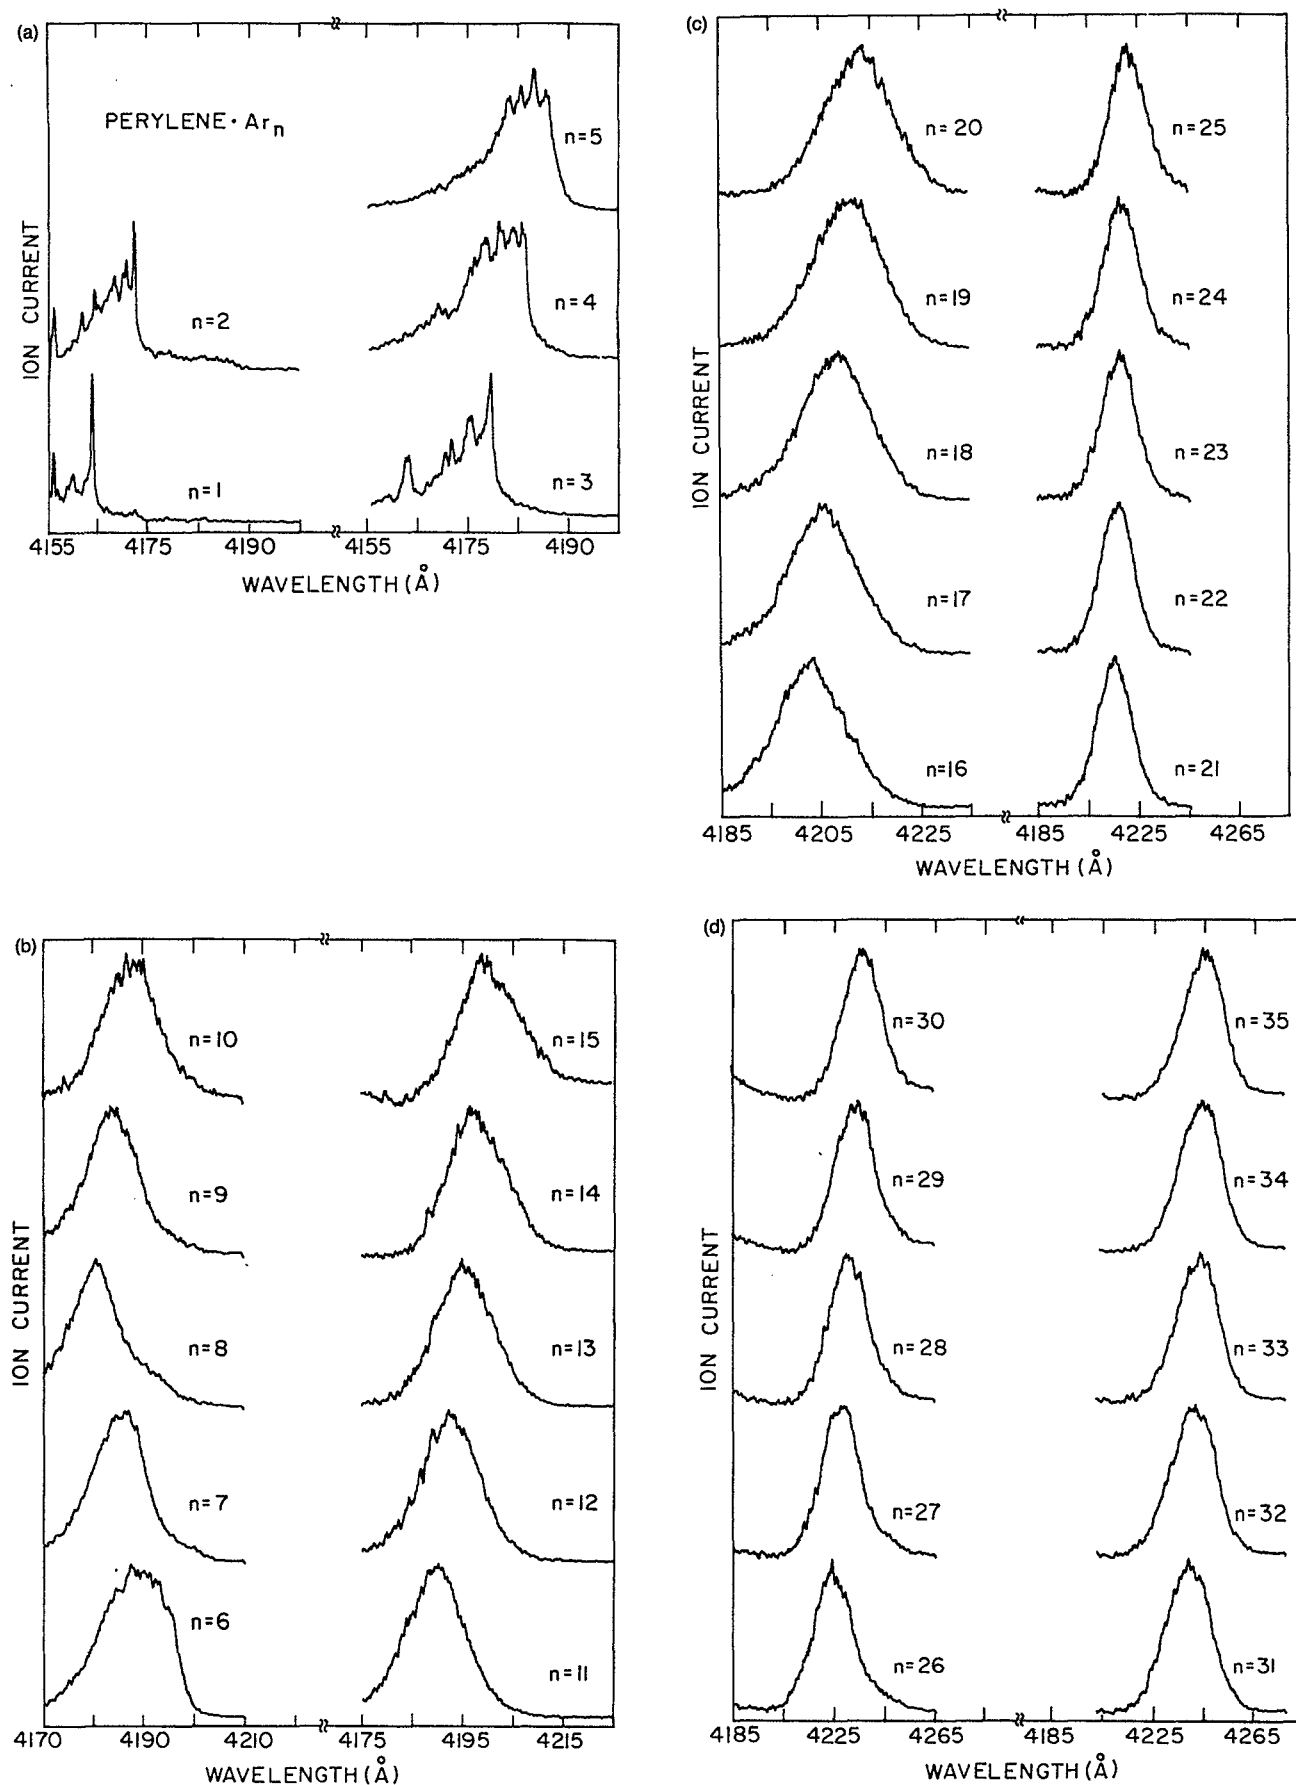 (a)
PERYLENE · Arn
n=5
n=2
n=4
n=1
n=3
ION CURRENT
4155 4175 4190 4155 4175 4190
WAVELENGTH (Å)
(c)
n=20 n=25
n=19 n=24
n=18 n=23
n=17 n=22
n=16 n=21
ION CURRENT
4185 4205 4225 4185 4225 4265
WAVELENGTH (Å)
(b)
n=10 n=15
n=9 n=14
n=8 n=13
n=7 n=12
n=6 n=11
ION CURRENT
4170 4190 4210 4175 4195 4215
WAVELENGTH (Å)
(d)
n=30 n=35
n=29 n=34
n=28 n=33
n=27 n=32
n=26 n=31
ION CURRENT
4185 4225 4265 4185 4225 4265
WAVELENGTH (Å)